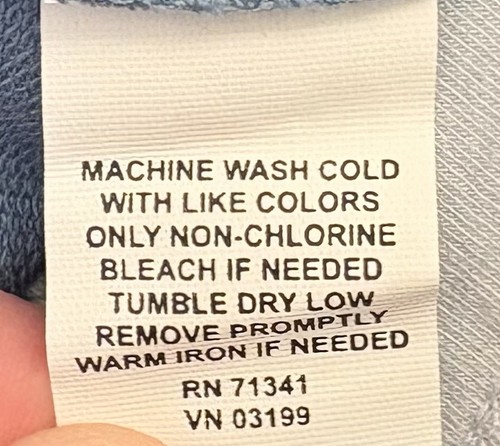 MACHINE WASH COLD
WITH LIKE COLORS
ONLY NON-CHLORINE
BLEACH IF NEEDED
TUMBLE DRY LOW
REMOVE PROMPTLY
WARM IRON IF NEEDED
RN 71341
VN 03199